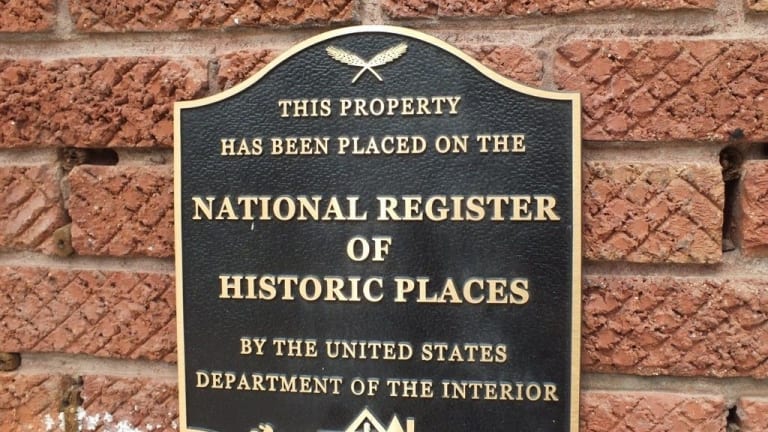 THIS PROPERTY
HAS BEEN PLACED ON THE
NATIONAL REGISTER
OF
HISTORIC PLACES
BY THE UNITED STATES
DEPARTMENT OF THE INTERIOR